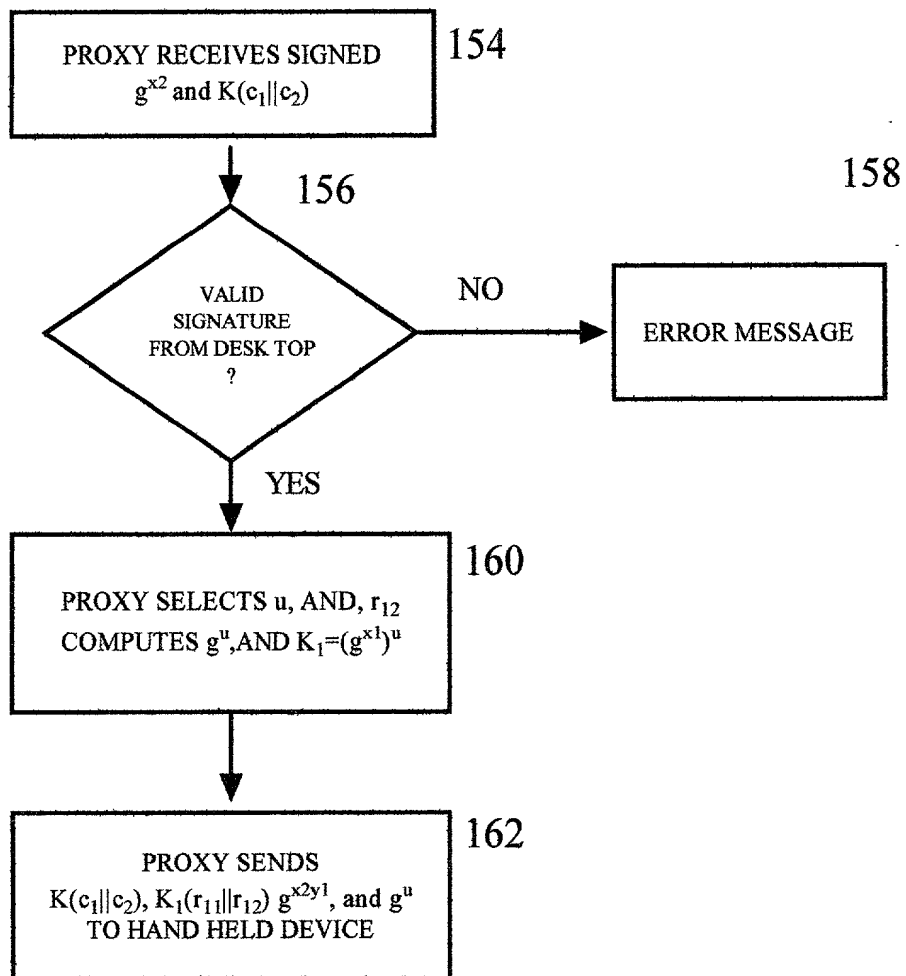 PROXY RECEIVES SIGNED
g^x2 and K(c₁||c₂)
154
156
158
VALID
SIGNATURE
FROM DESK TOP
?
NO
ERROR MESSAGE
YES
160
PROXY SELECTS u, AND, r₁₂
COMPUTES g^u,AND K₁=(g^x1)^u
162
PROXY SENDS
K(c₁||c₂), K₁(r₁₁||r₁₂) g^x2y1, and g^u
TO HAND HELD DEVICE